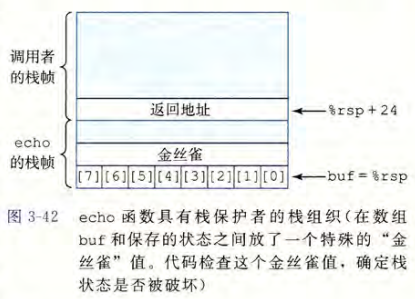 调用者
的栈帧
返回地址
%rsp+24
echo
的栈帧
金丝雀
[7][6][5][4][3][2][1][0]
buf=%rsp
图 3-42 echo 函数具有栈保护者的栈组织(在数组
buf 和保存的状态之间放了一个特殊的“金
丝雀”值。代码检查这个金丝雀值，确定栈
状态是否被破坏)